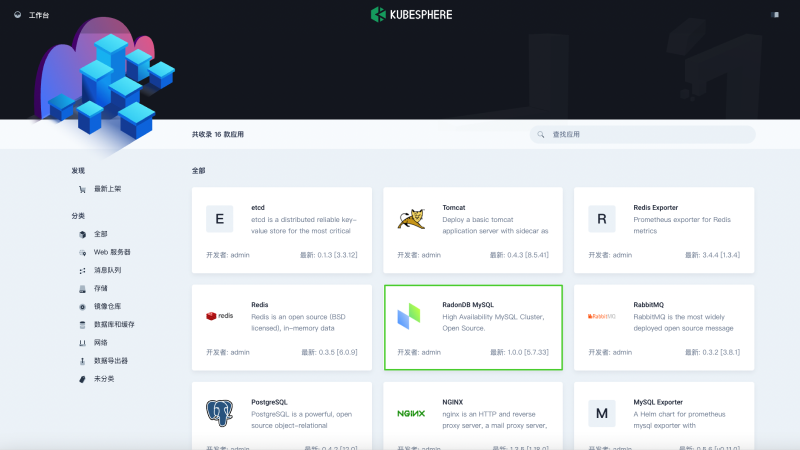 工作台
KUBESPHERE
共收录 16 款应用
查找应用
发现
最新上架
分类
全部
Web 服务器
消息队列
存储
镜像仓库
数据库和缓存
网络
数据导出器
未分类
全部
E
etcd
etcd is a distributed reliable key-
value store for the most critical
开发者: admin
最新: 0.1.3 [3.3.12]
Tomcat
Deploy a basic tomcat
application server with sidecar as
开发者: admin
最新: 0.4.3 [8.5.41]
R
Redis Exporter
Prometheus exporter for Redis
metrics
开发者: admin
最新: 3.4.4 [1.3.4]
redis
Redis
Redis is an open source (BSD
licensed), in-memory data
开发者: admin
最新: 0.3.5 [6.0.9]
RadonDB MySQL
High Availability MySQL Cluster,
Open Source.
开发者: admin
最新: 1.0.0 [5.7.33]
RabbitMQ
RabbitMQ
RabbitMQ is the most widely
deployed open source message
开发者: admin
最新: 0.3.2 [3.8.1]
PostgreSQL
PostgreSQL is a powerful, open
source object-relational
开发者: admin
NGINX
NGINX
nginx is an HTTP and reverse
proxy server, a mail proxy server,
开发者: admin
M
MySQL Exporter
A Helm chart for prometheus
mysql exporter with
开发者: admin